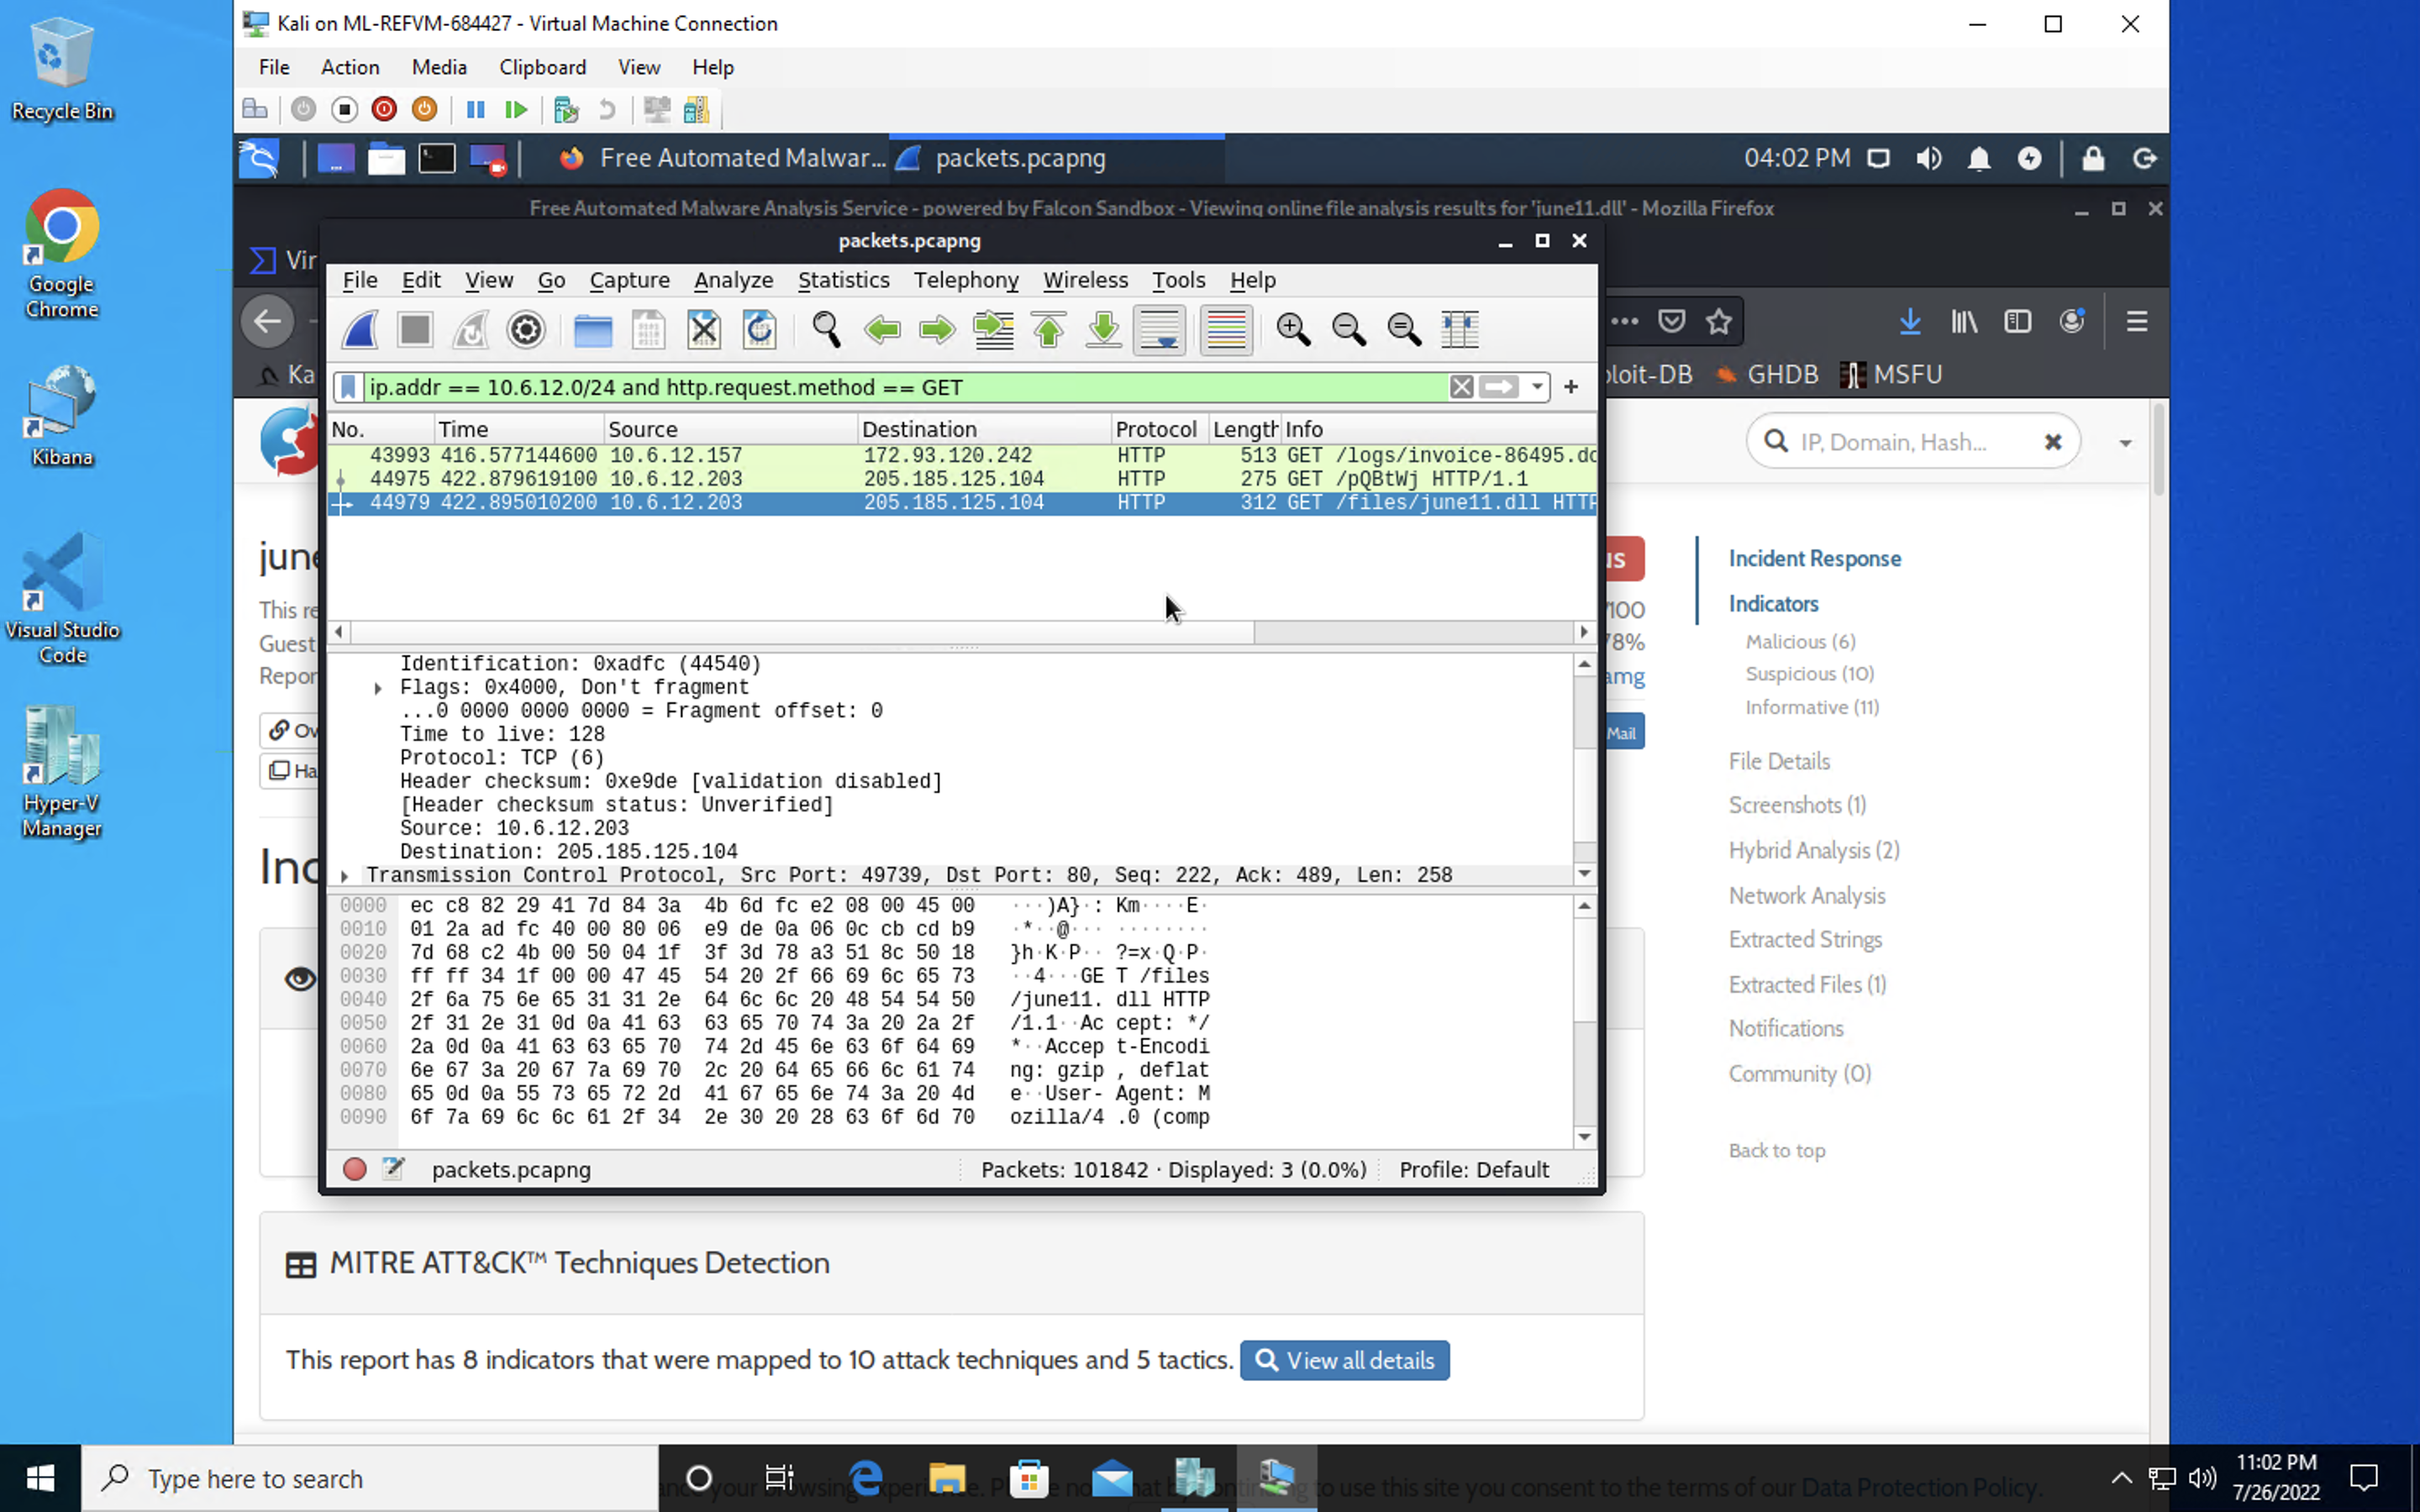 Kali on ML-REFVM-684427 - Virtual Machine Connection
File Action Media Clipboard View Help
Recycle Bin
Google Chrome
Kibana
Visual Studio Code
Hyper-V Manager
Free Automated Malwar...
packets.pcapng
04:02 PM
Free Automated Malware Analysis Service - powered by Falcon Sandbox - Viewing online file analysis results for 'june11.dll' - Mozilla Firefox
Vir
packets.pcapng
File Edit View Go Capture Analyze Statistics Telephony Wireless Tools Help
Ka
ploit-DB GHDB MSFU
ip.addr == 10.6.12.0/24 and http.request.method == GET
No. Time Source Destination Protocol Length Info
43993 416.577144600 10.6.12.157 172.93.120.242 HTTP 513 GET /logs/invoice-86495.dc
44975 422.879619100 10.6.12.203 205.185.125.104 HTTP 275 GET /pQBtWj HTTP/1.1
44979 422.895010200 10.6.12.203 205.185.125.104 HTTP 312 GET /files/june11.dll HTTP
IP, Domain, Hash...
june
This re
Guest
Repor
Ov
Ha
Ind
us
/100
78%
amg
Mail
Identification: 0xadfc (44540)
Flags: 0x4000, Don't fragment
...0 0000 0000 0000 = Fragment offset: 0
Time to live: 128
Protocol: TCP (6)
Header checksum: 0xe9de [validation disabled]
[Header checksum status: Unverified]
Source: 10.6.12.203
Destination: 205.185.125.104
Transmission Control Protocol, Src Port: 49739, Dst Port: 80, Seq: 222, Ack: 489, Len: 258
0000 ec c8 82 29 41 7d 84 3a 4b 6d fc e2 08 00 45 00 ···)A}·: Km····E·
0010 01 2a ad fc 40 00 80 06 e9 de 0a 06 0c cb cd b9 ·*··@··· ········
0020 7d 68 c2 4b 00 50 04 1f 3f 3d 78 a3 51 8c 50 18 }h·K·P·· ?=x·Q·P·
0030 ff ff 34 1f 00 00 47 45 54 20 2f 66 69 6c 65 73 ··4···GE T /files
0040 2f 6a 75 6e 65 31 31 2e 64 6c 6c 20 48 54 54 50 /june11. dll HTTP
0050 2f 31 2e 31 0d 0a 41 63 63 65 70 74 3a 20 2a 2f /1.1··Ac cept: */
0060 2a 0d 0a 41 63 63 65 70 74 2d 45 6e 63 6f 64 69 *··Accep t-Encodi
0070 6e 67 3a 20 67 7a 69 70 2c 20 64 65 66 6c 61 74 ng: gzip , deflat
0080 65 0d 0a 55 73 65 72 2d 41 67 65 6e 74 3a 20 4d e··User- Agent: M
0090 6f 7a 69 6c 6c 61 2f 34 2e 30 20 28 63 6f 6d 70 ozilla/4 .0 (comp
packets.pcapng
Packets: 101842 · Displayed: 3 (0.0%)
Profile: Default
Incident Response
Indicators
Malicious (6)
Suspicious (10)
Informative (11)
File Details
Screenshots (1)
Hybrid Analysis (2)
Network Analysis
Extracted Strings
Extracted Files (1)
Notifications
Community (0)
Back to top
MITRE ATT&CK™ Techniques Detection
This report has 8 indicators that were mapped to 10 attack techniques and 5 tactics. View all details
Type here to search
use this site you consent to the terms of our Data Protection Policy.
11:02 PM
7/26/2022